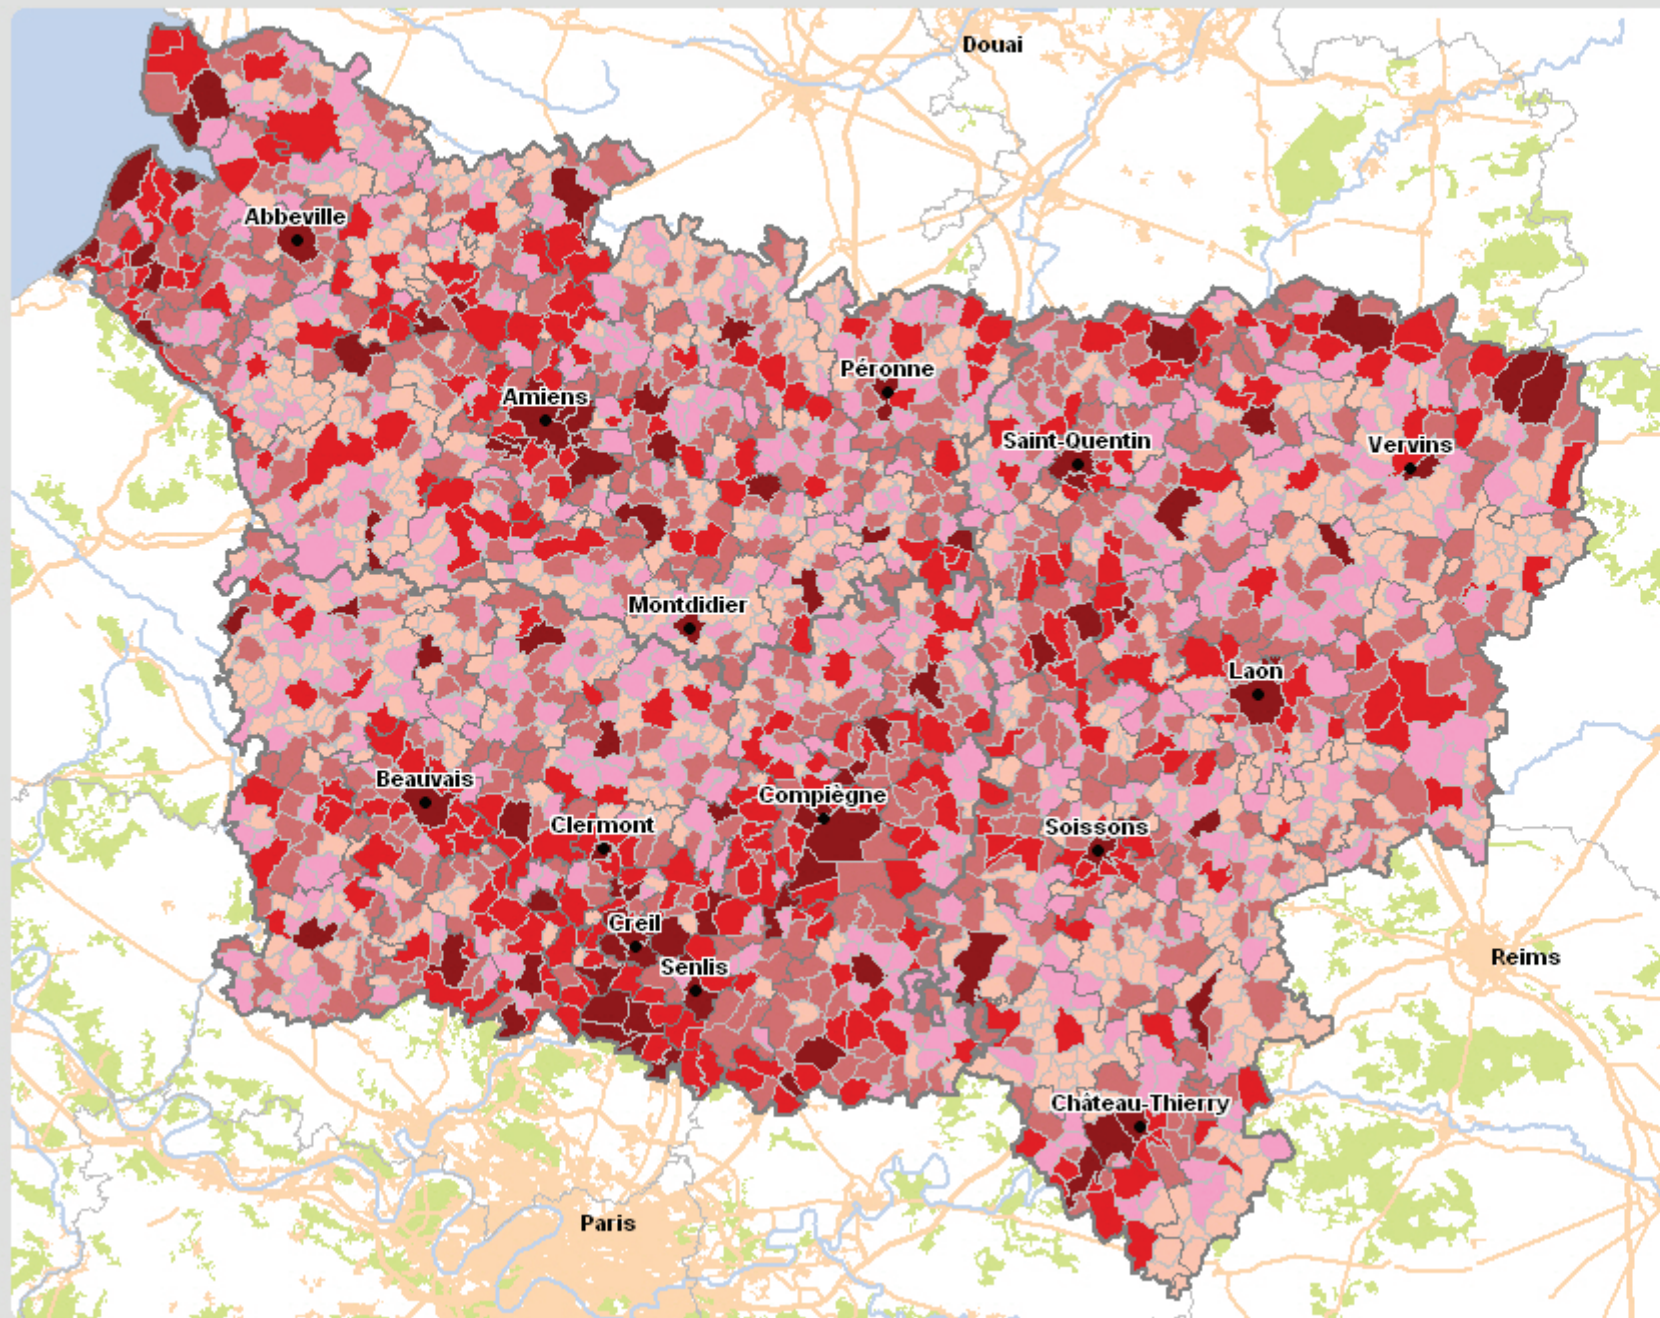 Douai
Abbeville
Péronne
Amiens
Saint-Quentin
Vervins
Montdidier
Laon
Beauvais
Compiègne
Clermont
Soissons
Creil
Senlis
Reims
Château-Thierry
Paris